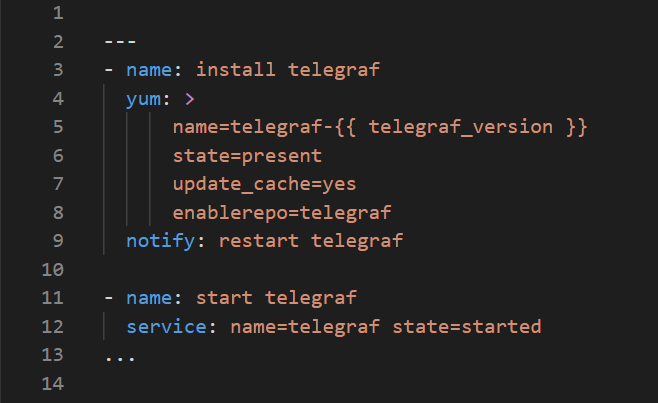 1
2 ---
3 - name: install telegraf
4 yum: >
5 name=telegraf-{{ telegraf_version }}
6 state=present
7 update_cache=yes
8 enablerepo=telegraf
9 notify: restart telegraf
10
11 - name: start telegraf
12 service: name=telegraf state=started
13 ...
14